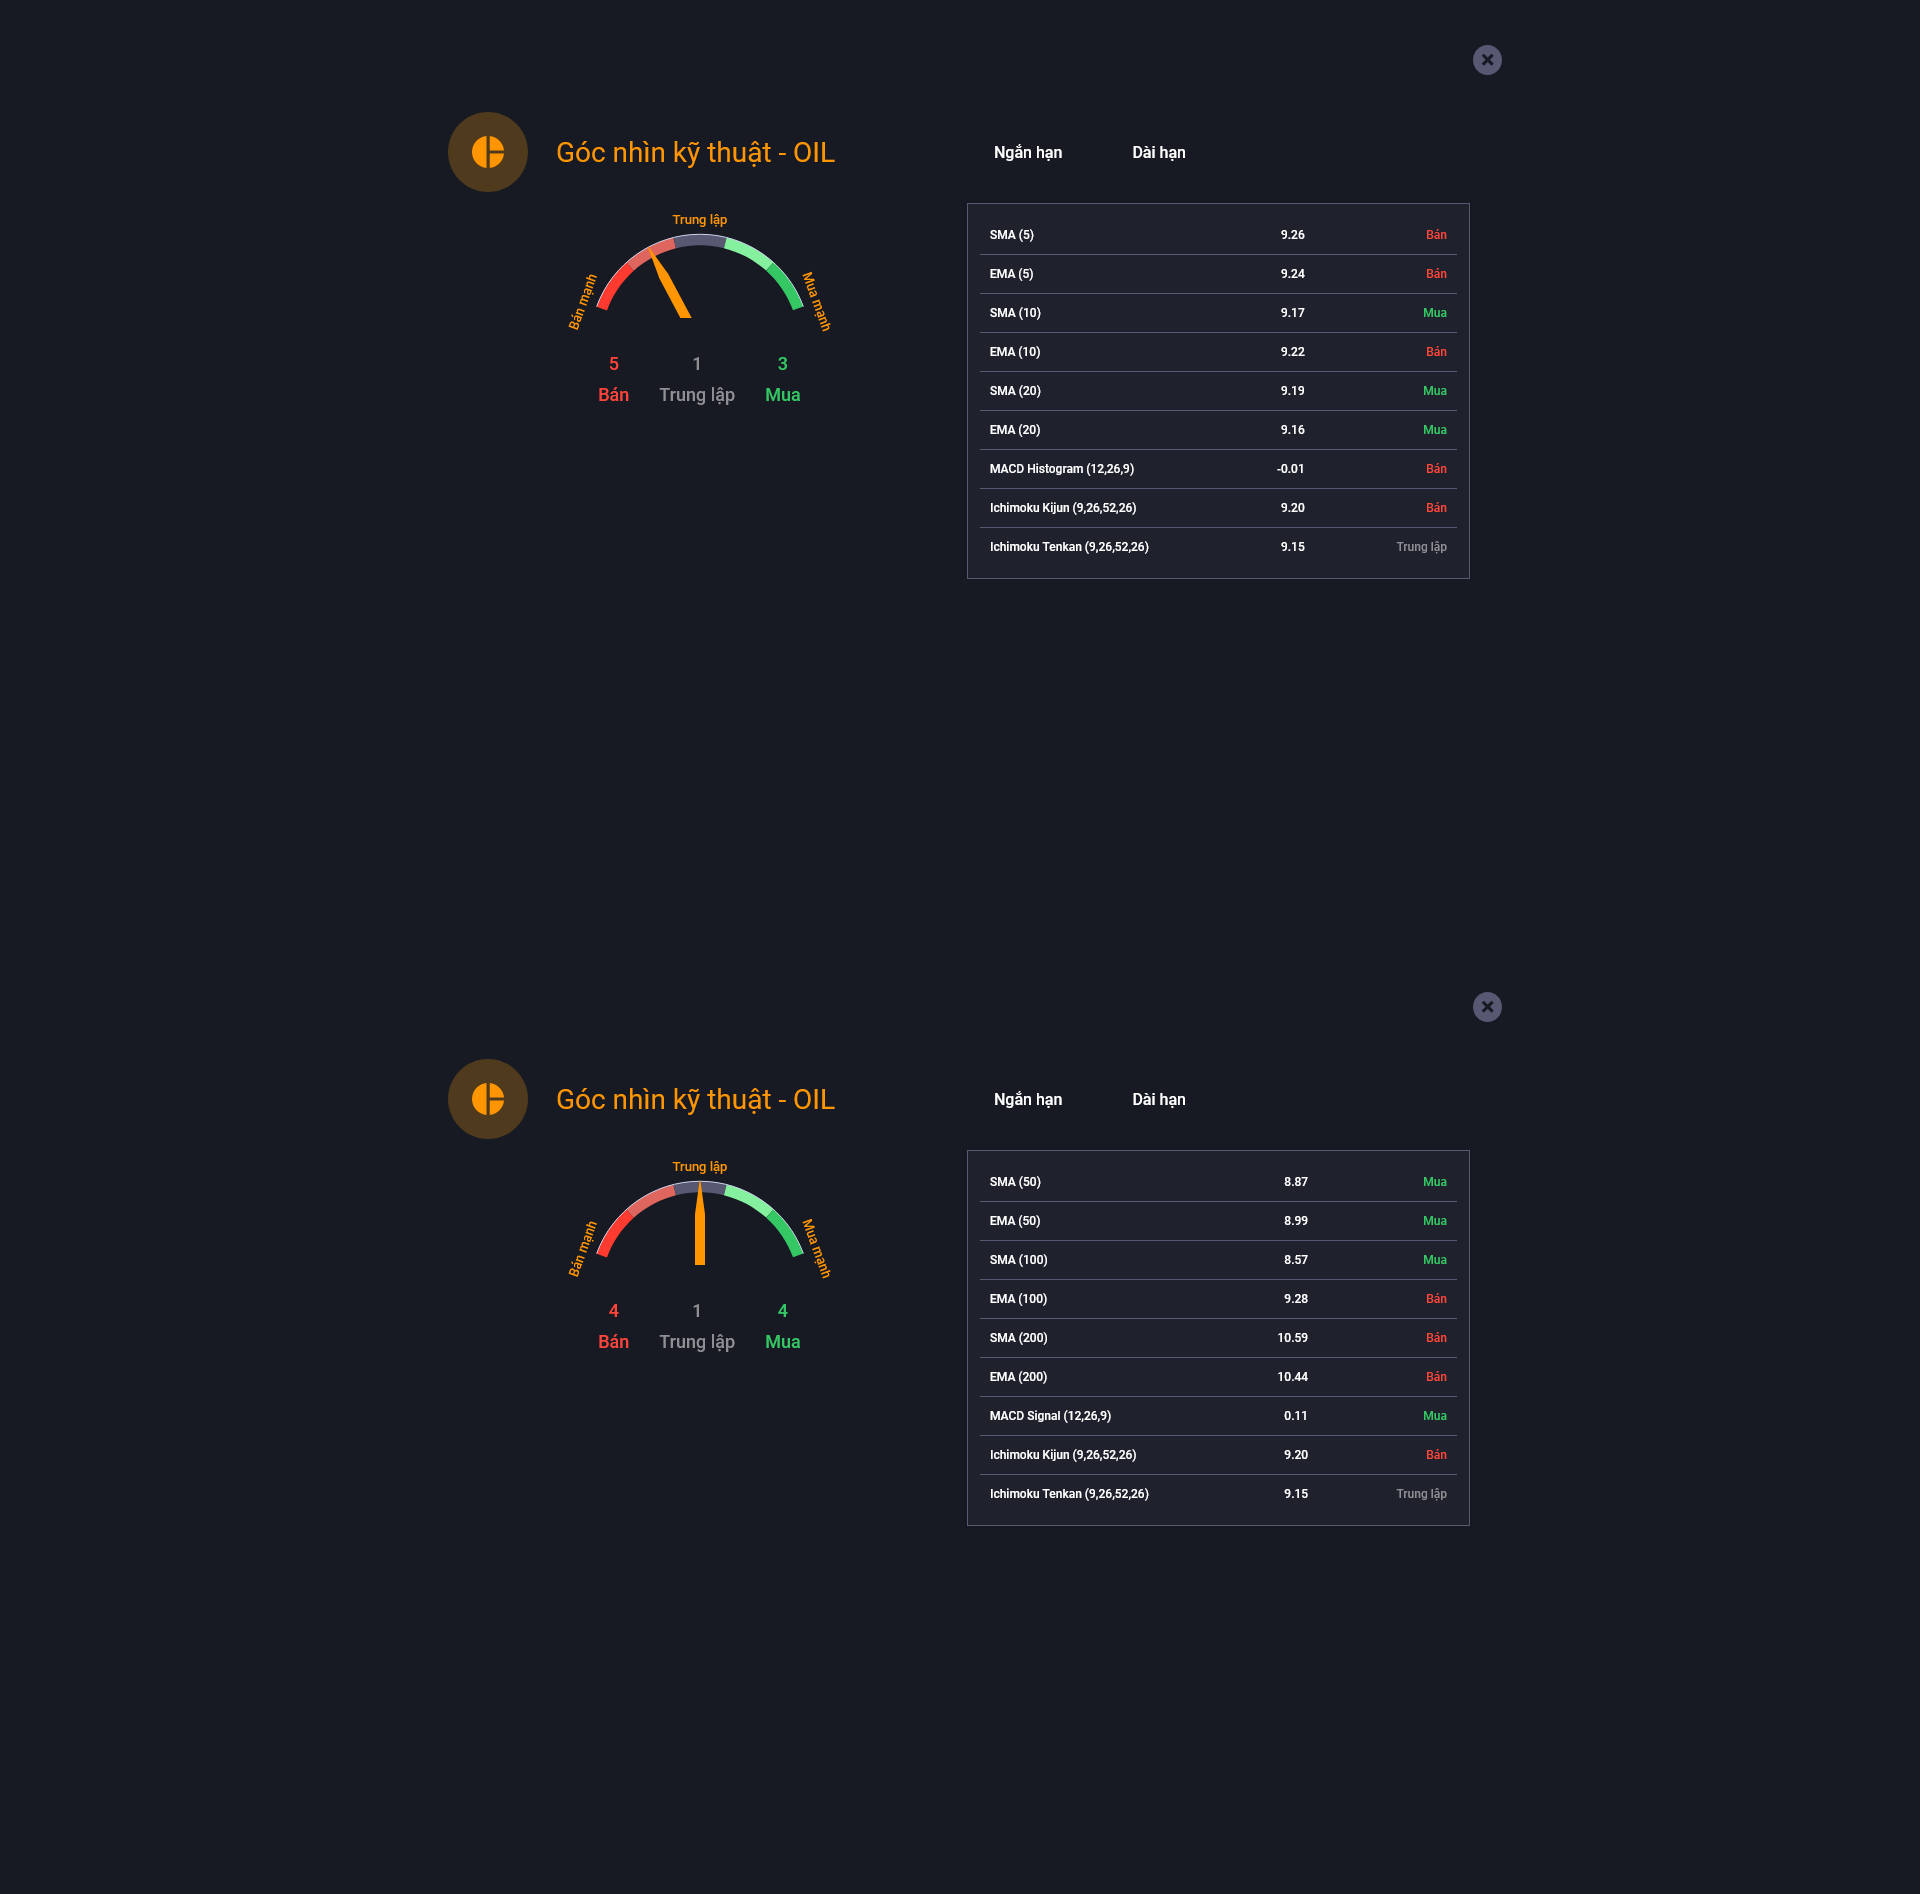 Góc nhìn kỹ thuật - OIL
Ngắn hạn Dài hạn
Trung lập
Bán mạnh
Mua mạnh
5 1 3
Bán Trung lập Mua
SMA (5) 9.26 Bán
EMA (5) 9.24 Bán
SMA (10) 9.17 Mua
EMA (10) 9.22 Bán
SMA (20) 9.19 Mua
EMA (20) 9.16 Mua
MACD Histogram (12,26,9) -0.01 Bán
Ichimoku Kijun (9,26,52,26) 9.20 Bán
Ichimoku Tenkan (9,26,52,26) 9.15 Trung lập
Góc nhìn kỹ thuật - OIL
Ngắn hạn Dài hạn
Trung lập
Bán mạnh
Mua mạnh
4 1 4
Bán Trung lập Mua
SMA (50) 8.87 Mua
EMA (50) 8.99 Mua
SMA (100) 8.57 Mua
EMA (100) 9.28 Bán
SMA (200) 10.59 Bán
EMA (200) 10.44 Bán
MACD Signal (12,26,9) 0.11 Mua
Ichimoku Kijun (9,26,52,26) 9.20 Bán
Ichimoku Tenkan (9,26,52,26) 9.15 Trung lập